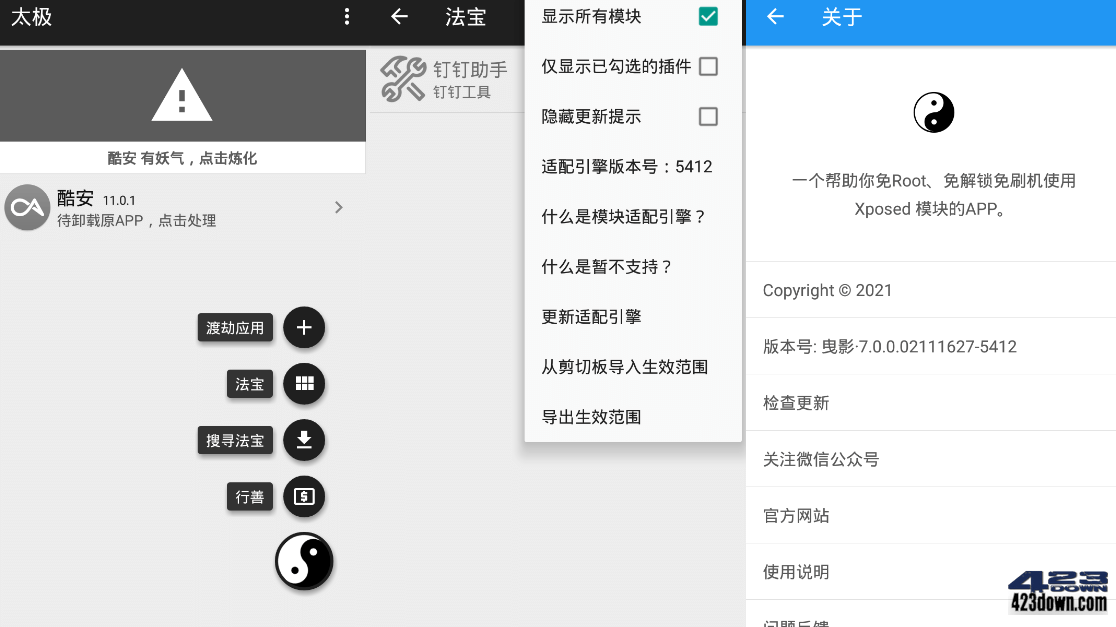 太极
酷安 有妖气，点击炼化
酷安 11.0.1
待卸载原APP，点击处理
渡劫应用
法宝
搜寻法宝
行善
法宝
钉钉助手
钉钉工具
显示所有模块
仅显示已勾选的插件
隐藏更新提示
适配引擎版本号：5412
什么是模块适配引擎？
什么是暂不支持？
更新适配引擎
从剪切板导入生效范围
导出生效范围
关于
一个帮助你免Root、免解锁免刷机使用
Xposed 模块的APP。
Copyright © 2021
版本号: 曳影·7.0.0.02111627-5412
检查更新
关注微信公众号
官方网站
使用说明
问题反馈
423
DOWN
423down.com